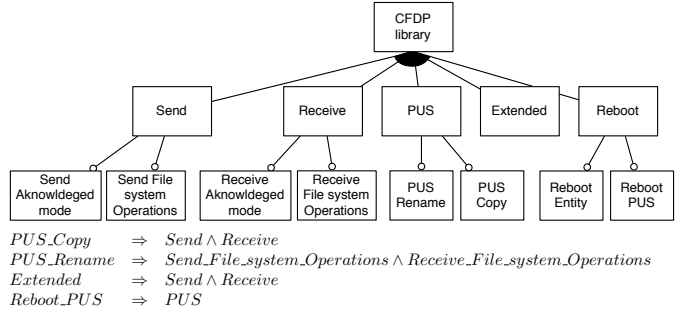 CFDP
library
Send
Receive
PUS
Extended
Reboot
Send
Aknowldeged
mode
Send File
system
Operations
Receive
Aknowldeged
mode
Receive
File system
Operations
PUS
Rename
PUS
Copy
Reboot
Entity
Reboot
PUS
PUS_Copy ⇒ Send ∧ Receive
PUS_Rename ⇒ Send_File_system_Operations ∧ Receive_File_system_Operations
Extended ⇒ Send ∧ Receive
Reboot_PUS ⇒ PUS